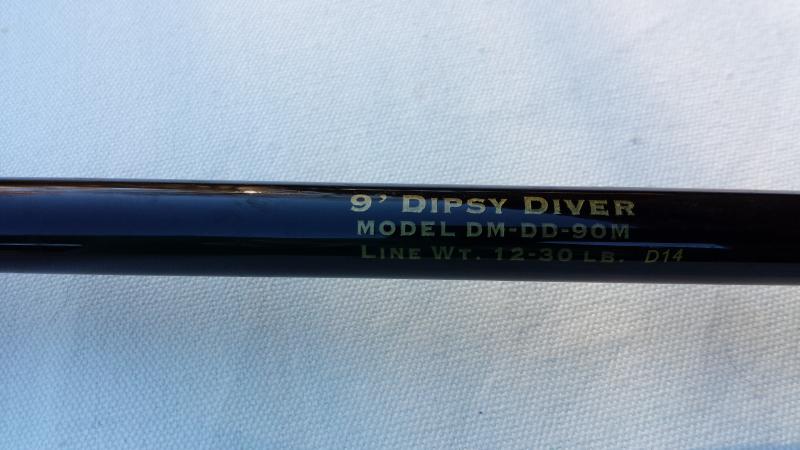 9' DIPSY DIVER
MODEL DM-DD-90M
LINE WT. 12-30 LB. D14